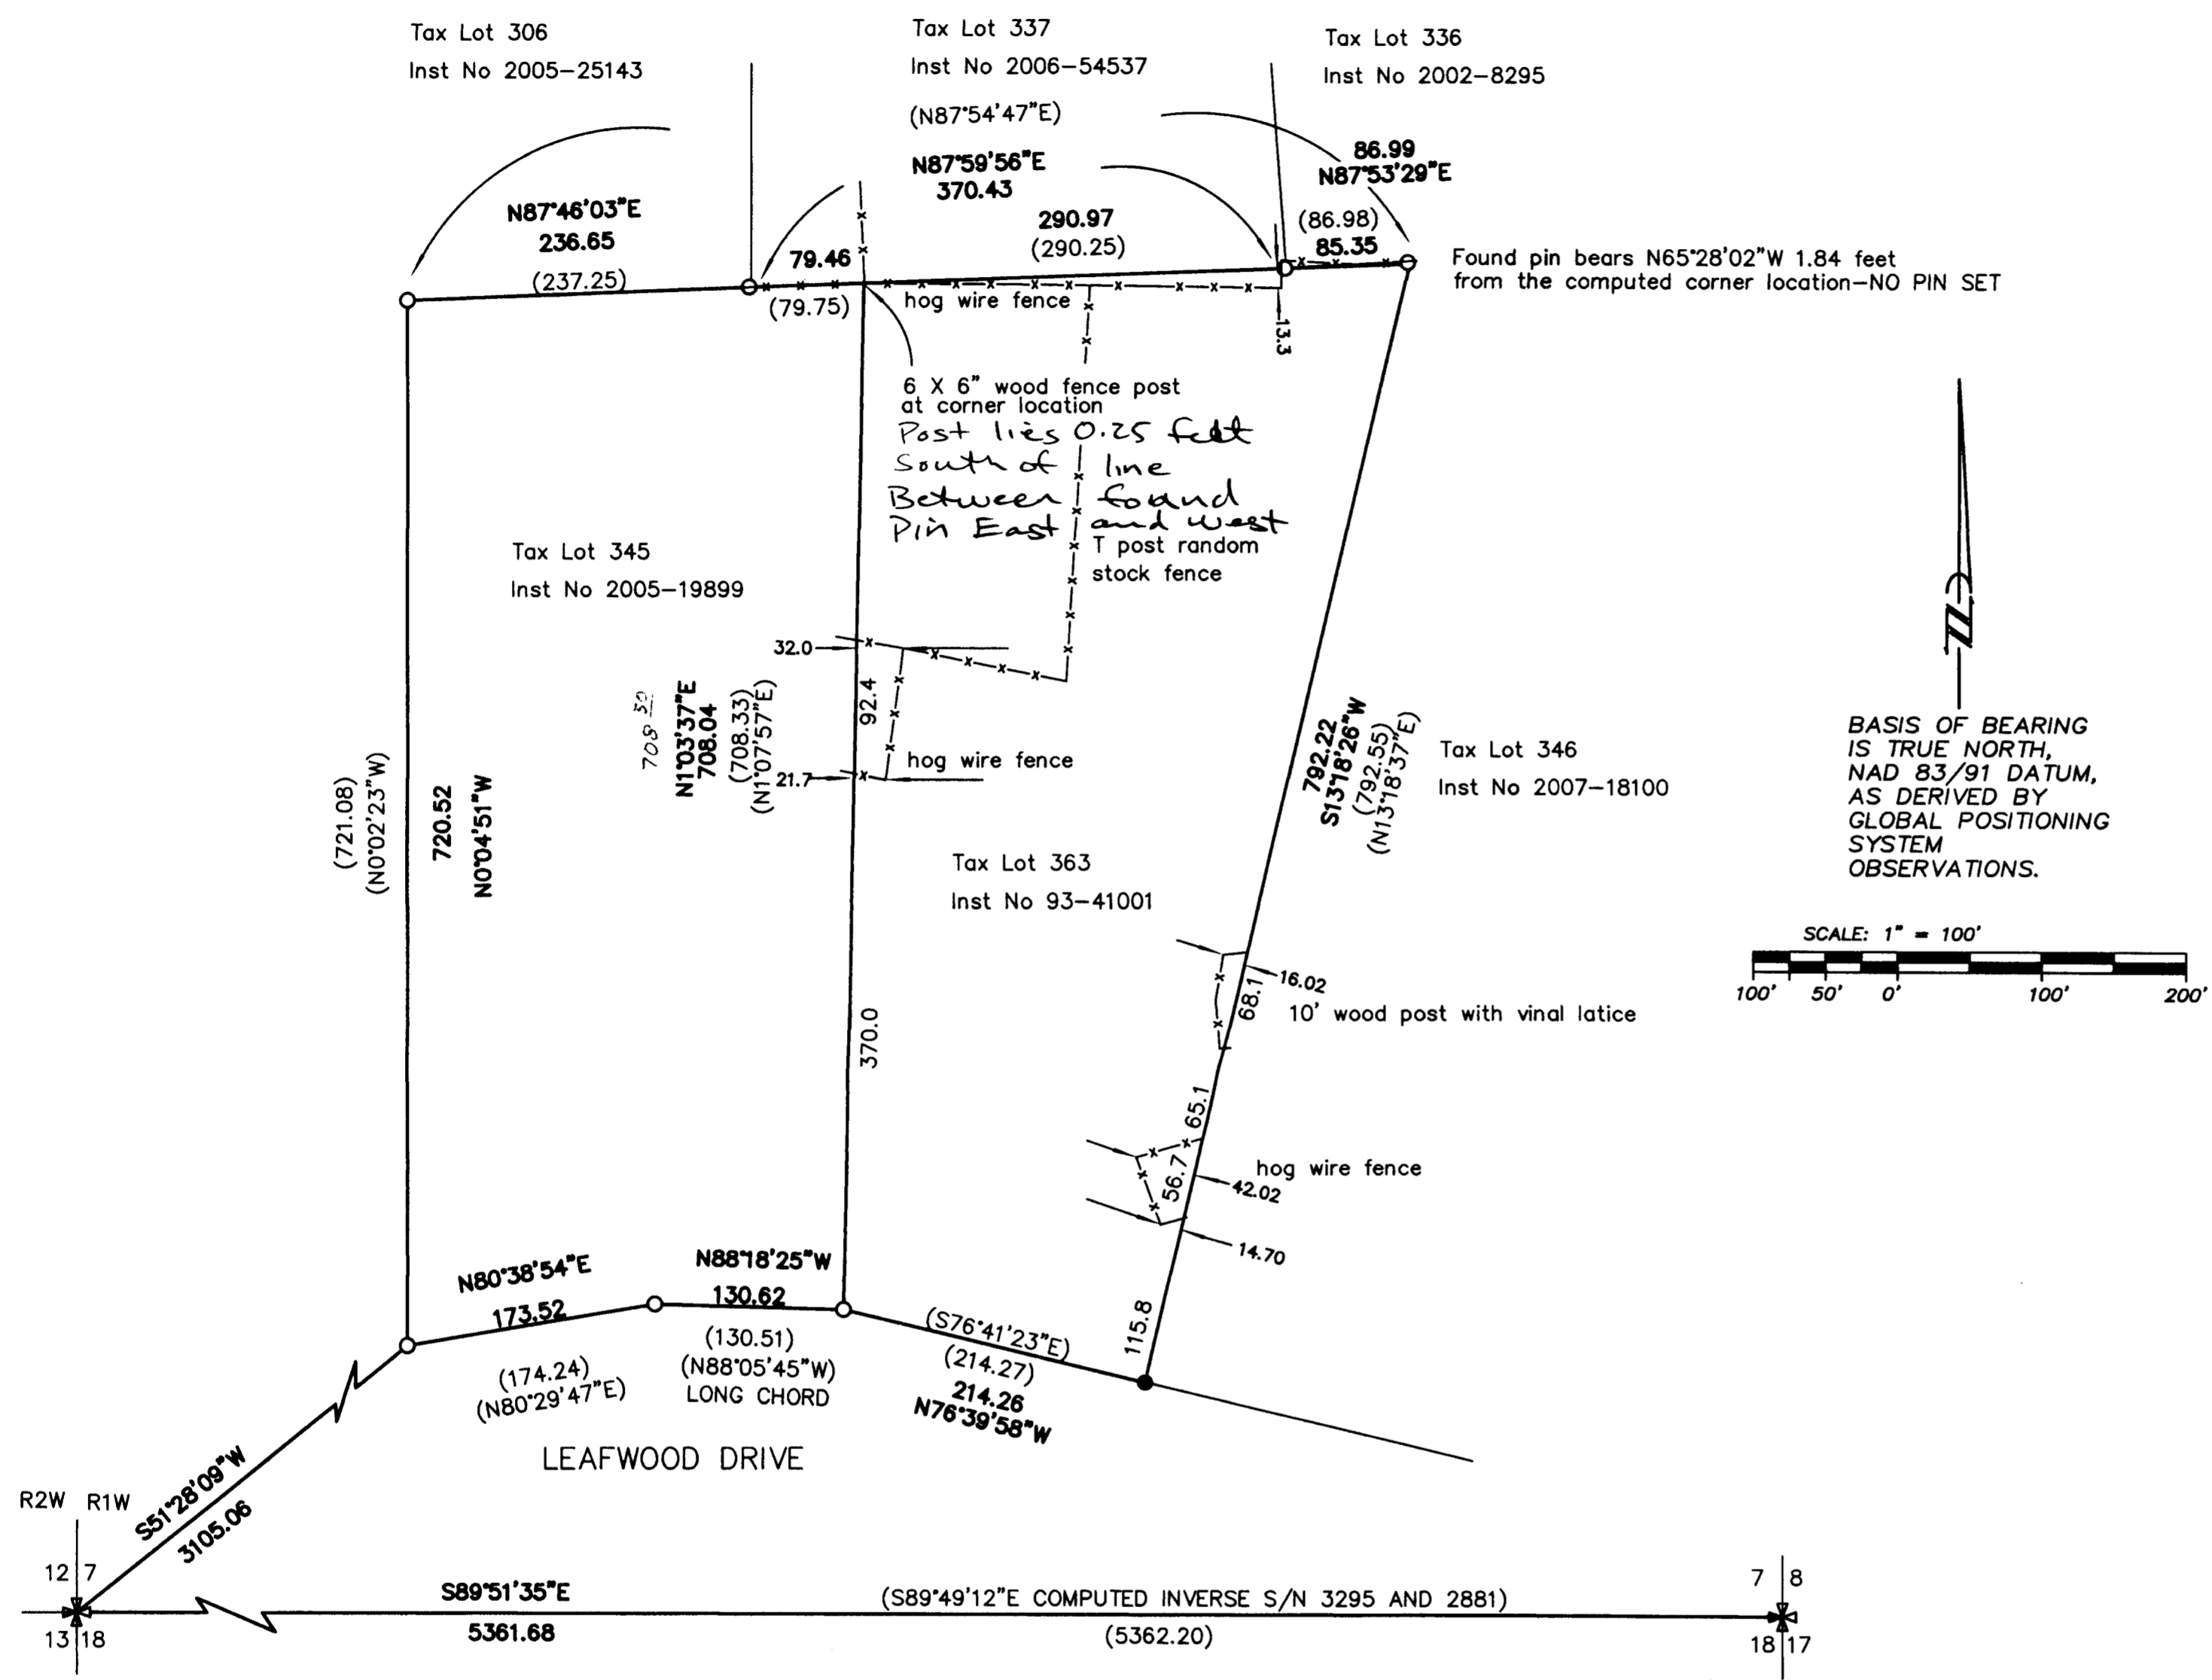 Tax Lot 306
Inst No 2005-25143
Tax Lot 337
Inst No 2006-54537
(N87°54'47"E)
N87°59'56"E
370.43
Tax Lot 336
Inst No 2002-8295
86.99
N87°53'29"E
(86.98)
85.35
N87°46'03"E
236.65
(237.25)
79.46
(79.75)
290.97
(290.25)
hog wire fence
13.3
Found pin bears N65°28'02"W 1.84 feet
from the computed corner location-NO PIN SET
6 X 6" wood fence post
at corner location
Post lies 0.25 feet
South of line
Between found
Pin East and west
T post random
stock fence
Tax Lot 345
Inst No 2005-19899
32.0
92.4
21.7
hog wire fence
708 50
N1°03'37"E
708.04
(708.33)
(N1°07'57"E)
(721.08)
(N0°02'23"W)
720.52
N0°04'51"W
792.22
S13°18'26"W
(792.55)
(N13°18'37"E)
Tax Lot 346
Inst No 2007-18100
Tax Lot 363
Inst No 93-41001
N
BASIS OF BEARING
IS TRUE NORTH,
NAD 83/91 DATUM,
AS DERIVED BY
GLOBAL POSITIONING
SYSTEM
OBSERVATIONS.
SCALE: 1" = 100'
100' 50' 0' 100' 200'
16.02
68.1
10' wood post with vinal latice
370.0
65.1
56.7
hog wire fence
42.02
14.70
115.8
N80°38'54"E
173.52
(174.24)
(N80°29'47"E)
N88°18'25"W
130.62
(130.51)
(N88°05'45"W)
LONG CHORD
(S76°41'23"E)
(214.27)
214.26
N76°39'58"W
LEAFWOOD DRIVE
S51°28'09"W
3105.06
R2W R1W
12 7
13 18
S89°51'35"E
5361.68
(S89°49'12"E COMPUTED INVERSE S/N 3295 AND 2881)
(5362.20)
7 8
18 17